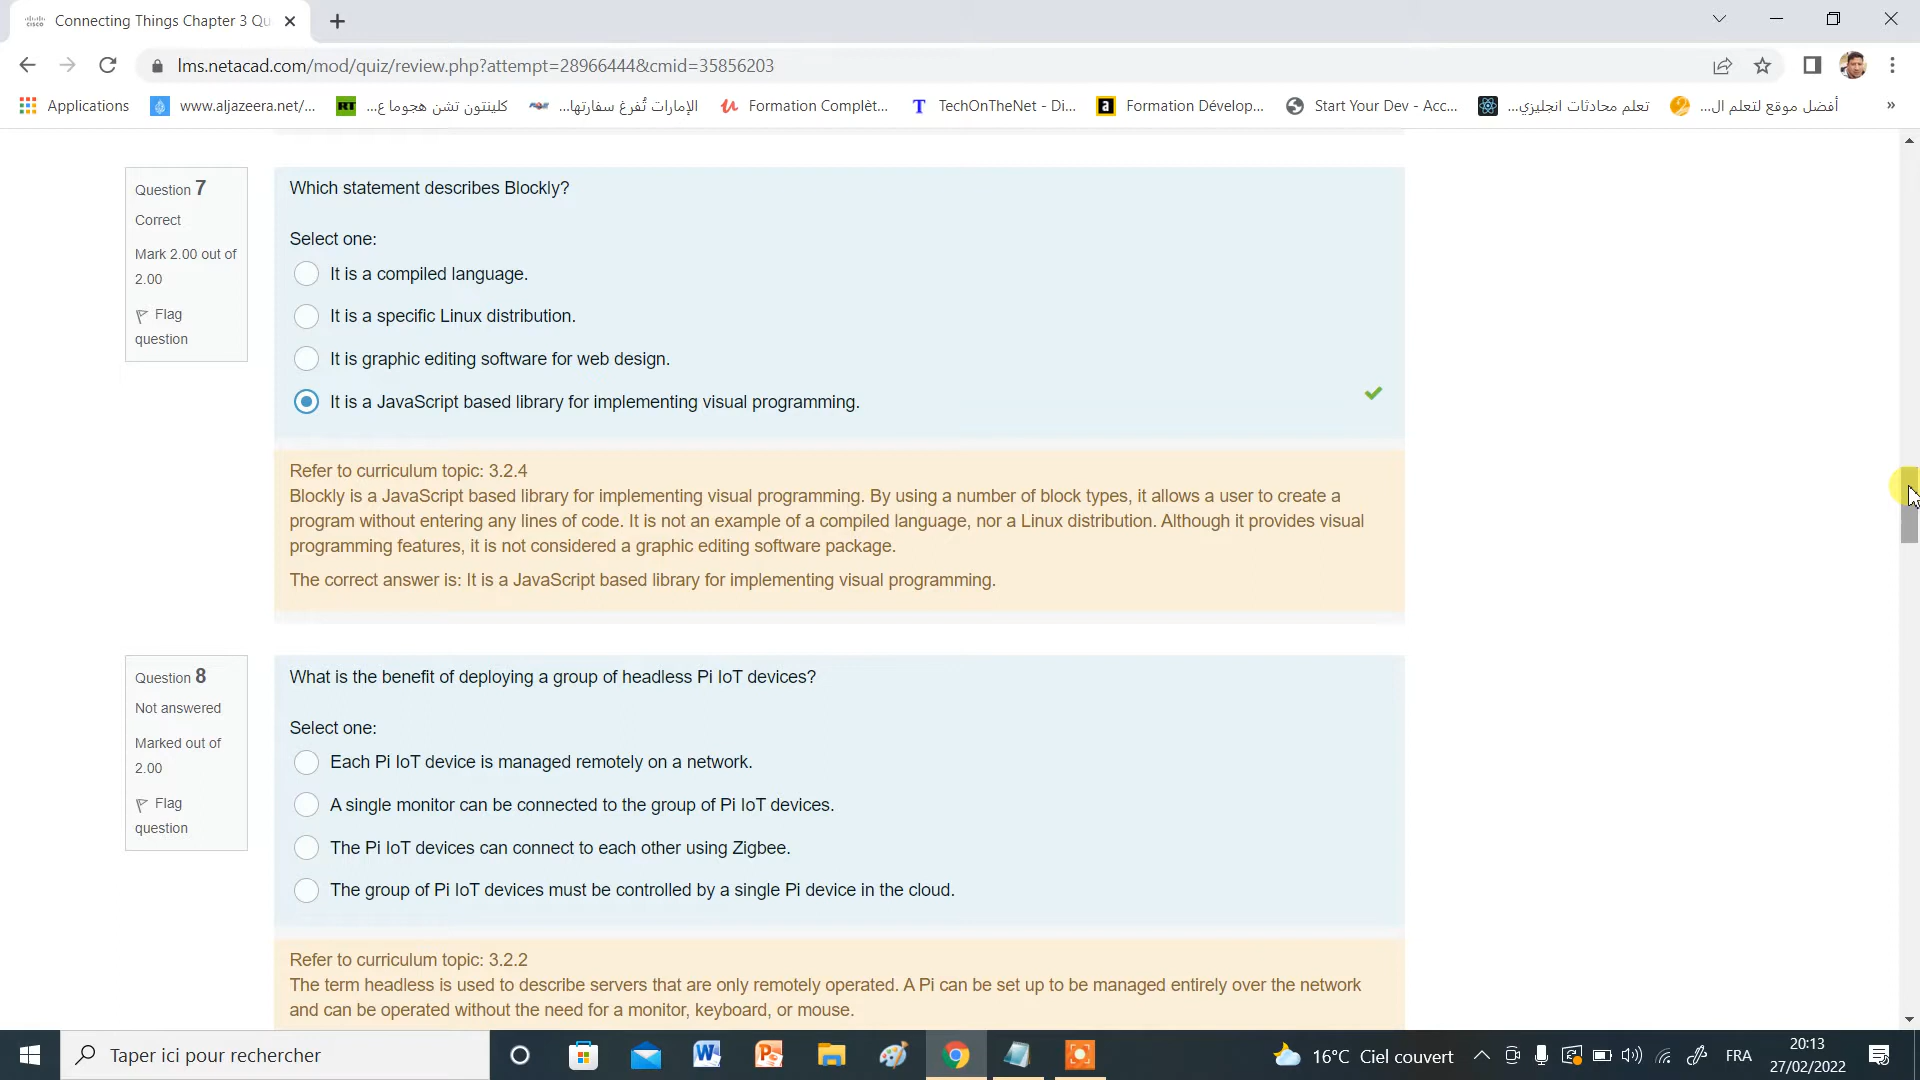 Connecting Things Chapter 3 Qu
lms.netacad.com/mod/quiz/review.php?attempt=28966444&cmid=35856203
Applications
www.aljazeera.net/...
كلينتون تشن هجوما ع...
الإمارات تُفرغ سفارتها...
Formation Complèt...
TechOnTheNet - Di...
Formation Dévelop...
Start Your Dev - Acc...
تعلم محادثات انجليزي...
أفضل موقع لتعلم ال...
»
Question 7
Correct
Mark 2.00 out of
2.00
Flag
question
Which statement describes Blockly?
Select one:
It is a compiled language.
It is a specific Linux distribution.
It is graphic editing software for web design.
It is a JavaScript based library for implementing visual programming.
Refer to curriculum topic: 3.2.4
Blockly is a JavaScript based library for implementing visual programming. By using a number of block types, it allows a user to create a
program without entering any lines of code. It is not an example of a compiled language, nor a Linux distribution. Although it provides visual
programming features, it is not considered a graphic editing software package.
The correct answer is: It is a JavaScript based library for implementing visual programming.
Question 8
Not answered
Marked out of
2.00
Flag
question
What is the benefit of deploying a group of headless Pi IoT devices?
Select one:
Each Pi IoT device is managed remotely on a network.
A single monitor can be connected to the group of Pi IoT devices.
The Pi IoT devices can connect to each other using Zigbee.
The group of Pi IoT devices must be controlled by a single Pi device in the cloud.
Refer to curriculum topic: 3.2.2
The term headless is used to describe servers that are only remotely operated. A Pi can be set up to be managed entirely over the network
and can be operated without the need for a monitor, keyboard, or mouse.
Taper ici pour rechercher
16°C Ciel couvert
FRA
20:13
27/02/2022